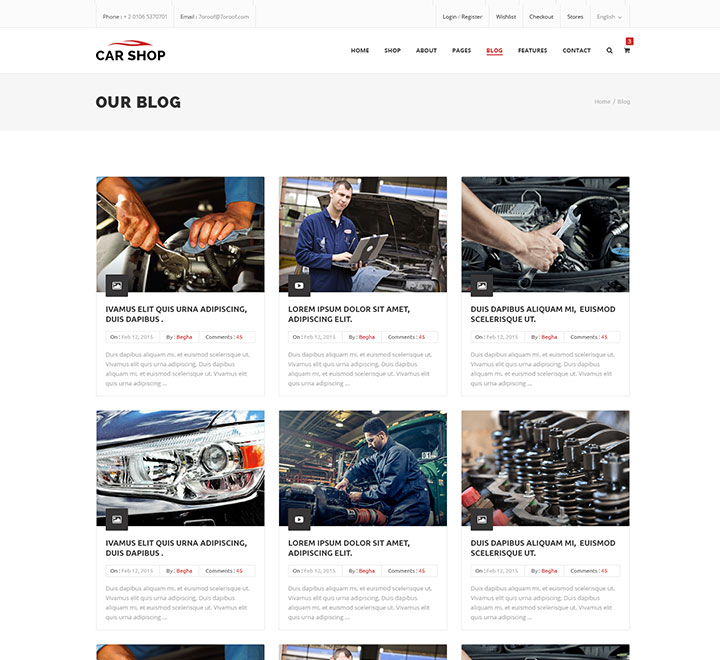 Phone : + 2 0106 5370701 Email : 7oroof@7oroof.com Login / Register Wishlist Checkout Stores English
3
CAR SHOP HOME SHOP ABOUT PAGES BLOG FEATURES CONTACT
OUR BLOG Home / Blog
IVAMUS ELIT QUIS URNA ADIPISCING,
DUIS DAPIBUS .
On : Feb 12, 2015 By : Begha Comments : 45
Duis dapibus aliquam mi, et euismod scelerisque ut.
Vivamus elit quis urna adipiscing, Duis dapibus
aliquam mi, et euismod scelerisque ut. Vivamus elit
quis urna adipiscing ...
LOREM IPSUM DOLOR SIT AMET,
ADIPISCING ELIT.
On : Feb 12, 2015 By : Begha Comments : 45
Duis dapibus aliquam mi, et euismod scelerisque ut.
Vivamus elit quis urna adipiscing, Duis dapibus
aliquam mi, et euismod scelerisque ut. Vivamus elit
quis urna adipiscing ...
DUIS DAPIBUS ALIQUAM MI, EUISMOD
SCELERISQUE UT.
On : Feb 12, 2015 By : Begha Comments : 45
Duis dapibus aliquam mi, et euismod scelerisque ut.
Vivamus elit quis urna adipiscing, Duis dapibus
aliquam mi, et euismod scelerisque ut. Vivamus elit
quis urna adipiscing ...
IVAMUS ELIT QUIS URNA ADIPISCING,
DUIS DAPIBUS .
On : Feb 12, 2015 By : Begha Comments : 45
Duis dapibus aliquam mi, et euismod scelerisque ut.
Vivamus elit quis urna adipiscing, Duis dapibus
aliquam mi, et euismod scelerisque ut. Vivamus elit
quis urna adipiscing ...
LOREM IPSUM DOLOR SIT AMET,
ADIPISCING ELIT.
On : Feb 12, 2015 By : Begha Comments : 45
Duis dapibus aliquam mi, et euismod scelerisque ut.
Vivamus elit quis urna adipiscing, Duis dapibus
aliquam mi, et euismod scelerisque ut. Vivamus elit
quis urna adipiscing ...
DUIS DAPIBUS ALIQUAM MI, EUISMOD
SCELERISQUE UT.
On : Feb 12, 2015 By : Begha Comments : 45
Duis dapibus aliquam mi, et euismod scelerisque ut.
Vivamus elit quis urna adipiscing, Duis dapibus
aliquam mi, et euismod scelerisque ut. Vivamus elit
quis urna adipiscing ...